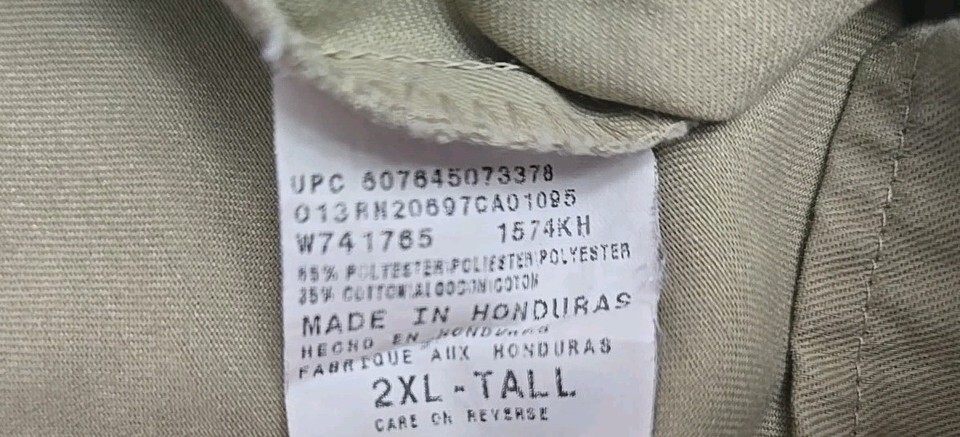 UPC 607645073378
013RN20697CA01095
W741765 1574KH
65% POLYESTER\POLIESTER\POLYESTER
35% COTTON\ALGODON\COTON
MADE IN HONDURAS
HECHO EN HONDURAS
FABRIQUE AUX HONDURAS
2XL-TALL
CARE ON REVERSE